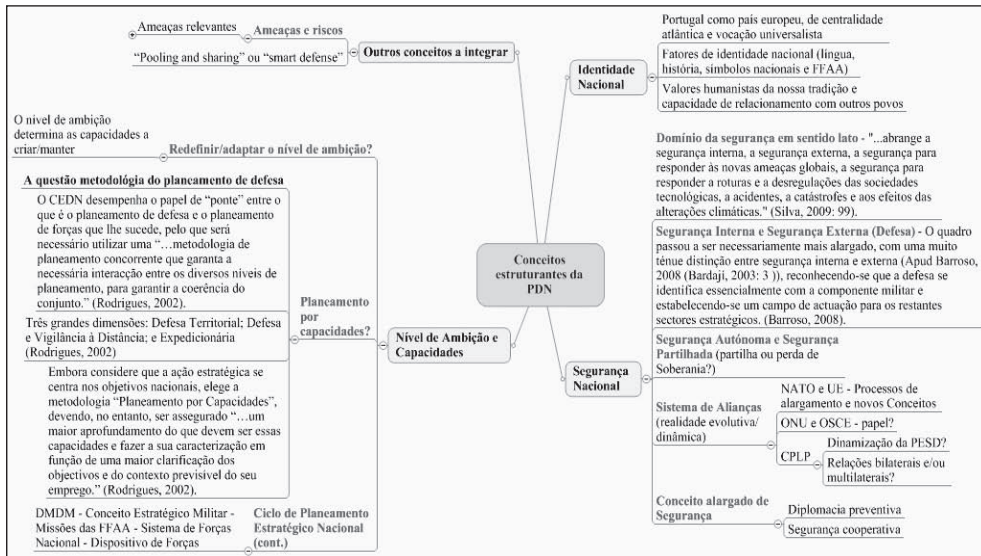 Ameaças relevantes
Ameaças e riscos
"Pooling and sharing" ou "smart defense"
Outros conceitos a integrar
O nível de ambição
determina as capacidades a
criar/manter
Redefinir/adaptar o nível de ambição?
A questão metodológia do planeamento de defesa
O CEDN desempenha o papel de "ponte" entre o
que é o planeamento de defesa e o planeamento
de forças que lhe sucede, pelo que será
necessário utilizar uma "…metodologia de
planeamento concorrente que garanta a
necessária interação entre os diversos níveis de
planeamento, para garantir a coerência do
conjunto." (Rodrigues, 2002).
Três grandes dimensões: Defesa Territorial; Defesa
e Vigilância à Distância; e Expedicionária
(Rodrigues, 2002)
Embora considere que a ação estratégica se
centra nos objetivos nacionais, elege a
metodologia "Planeamento por Capacidades",
devendo, no entanto, ser assegurado "…um
maior aprofundamento do que devem ser essas
capacidades e fazer a sua caracterização em
função de uma maior clarificação dos
objectivos e do contexto previsivel do seu
emprego." (Rodrigues, 2002).
Planeamento
por
capacidades?
DMDM - Conceito Estratégico Militar -
Missões das FFAA - Sistema de Forças
Nacional - Dispositivo de Forças
Ciclo de Planeamento
Estratégico Nacional
(cont.)
Nível de Ambição e
Capacidades
Conceitos
estruturantes da
PDN
Identidade
Nacional
Portugal como país europeu, de centralidade
atlântica e vocação universalista
Fatores de identidade nacional (língua,
história, símbolos nacionais e FFAA)
Valores humanistas da nossa tradição e
capacidade de relacionamento com outros povos
Segurança
Nacional
Domínio da segurança em sentido lato - "...abrange a
segurança interna, a segurança externa, a segurança para
responder às novas ameaças globais, a segurança para
responder a roturas e a desregulações das sociedades
tecnológicas, a acidentes, a catástrofes e aos efeitos das
alterações climáticas." (Silva, 2009: 99).
Segurança Interna e Segurança Externa (Defesa) - O quadro
passou a ser necessariamente mais alargado, com uma muito
ténue distinção entre segurança interna e externa (Apud Barroso,
2008 (Bardají, 2003: 3 )), reconhecendo-se que a defesa se
identifica essencialmente com a componente militar e
estabelecendo-se um campo de actuação para os restantes
sectores estratégicos. (Barroso, 2008).
Segurança Autónoma e Segurança
Partilhada (partilha ou perda de
Soberania?)
Sistema de Alianças
(realidade evolutiva/
dinâmica)
NATO e UE - Processos de
alargamento e novos Conceitos
ONU e OSCE - papel?
CPLP
Dinamização da PESD?
Relações bilaterais e/ou
multilaterais?
Conceito alargado de
Segurança
Diplomacia preventiva
Segurança cooperativa